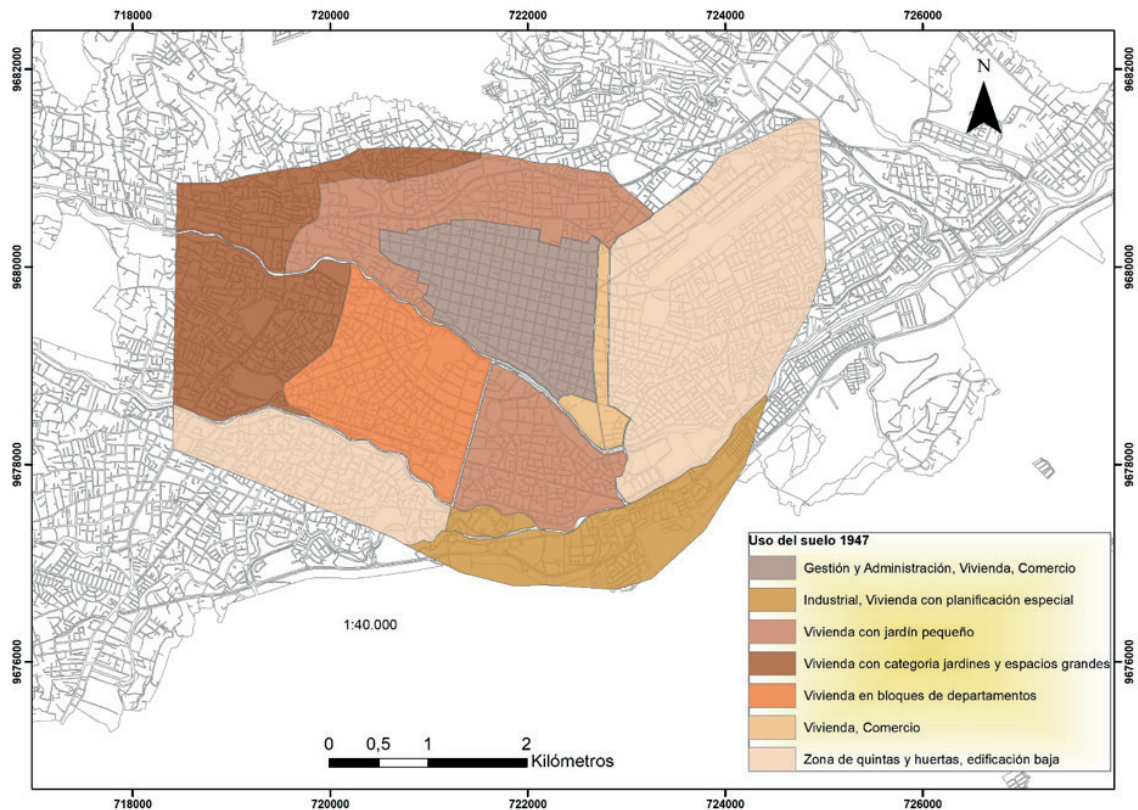 718000 720000 722000 724000 726000
9682000 9682000
N
9680000 9680000
9678000 9678000
Uso del suelo 1947
Gestión y Administración, Vivienda, Comercio
Industrial, Vivienda con planificación especial
1:40.000
Vivienda con jardín pequeño
9676000 9676000
Vivienda con categoria jardines y espacios grandes
Vivienda en bloques de departamentos
Vivienda, Comercio
0 0,5 1 2
Kilómetros
Zona de quintas y huertas, edificación baja
718000 720000 722000 724000 726000